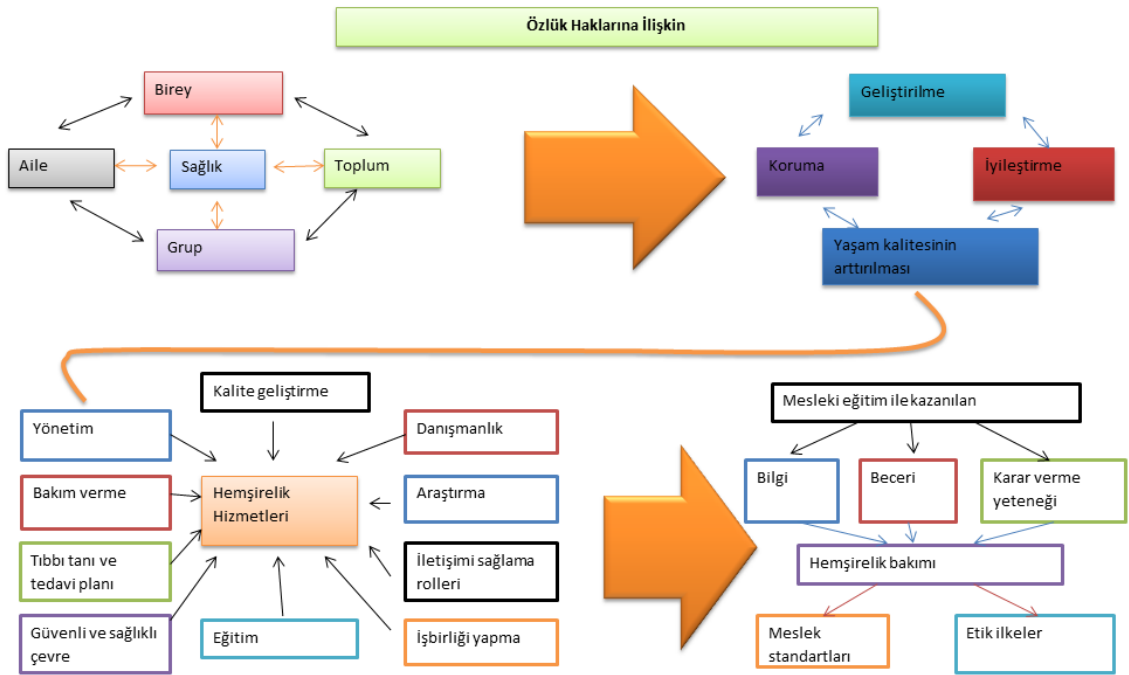 Özlük Haklarına İlişkin
Birey
Aile
Sağlık
Toplum
Grup
Geliştirilme
Koruma
İyileştirme
Yaşam kalitesinin
arttırılması
Kalite geliştirme
Yönetim
Danışmanlık
Bakım verme
Hemşirelik
Hizmetleri
Araştırma
Tıbbı tanı ve
tedavi planı
İletişimi sağlama
rolleri
Güvenli ve sağlıklı
çevre
Eğitim
İşbirliği yapma
Mesleki eğitim ile kazanılan
Bilgi
Beceri
Karar verme
yeteneği
Hemşirelik bakımı
Meslek
standartları
Etik ilkeler